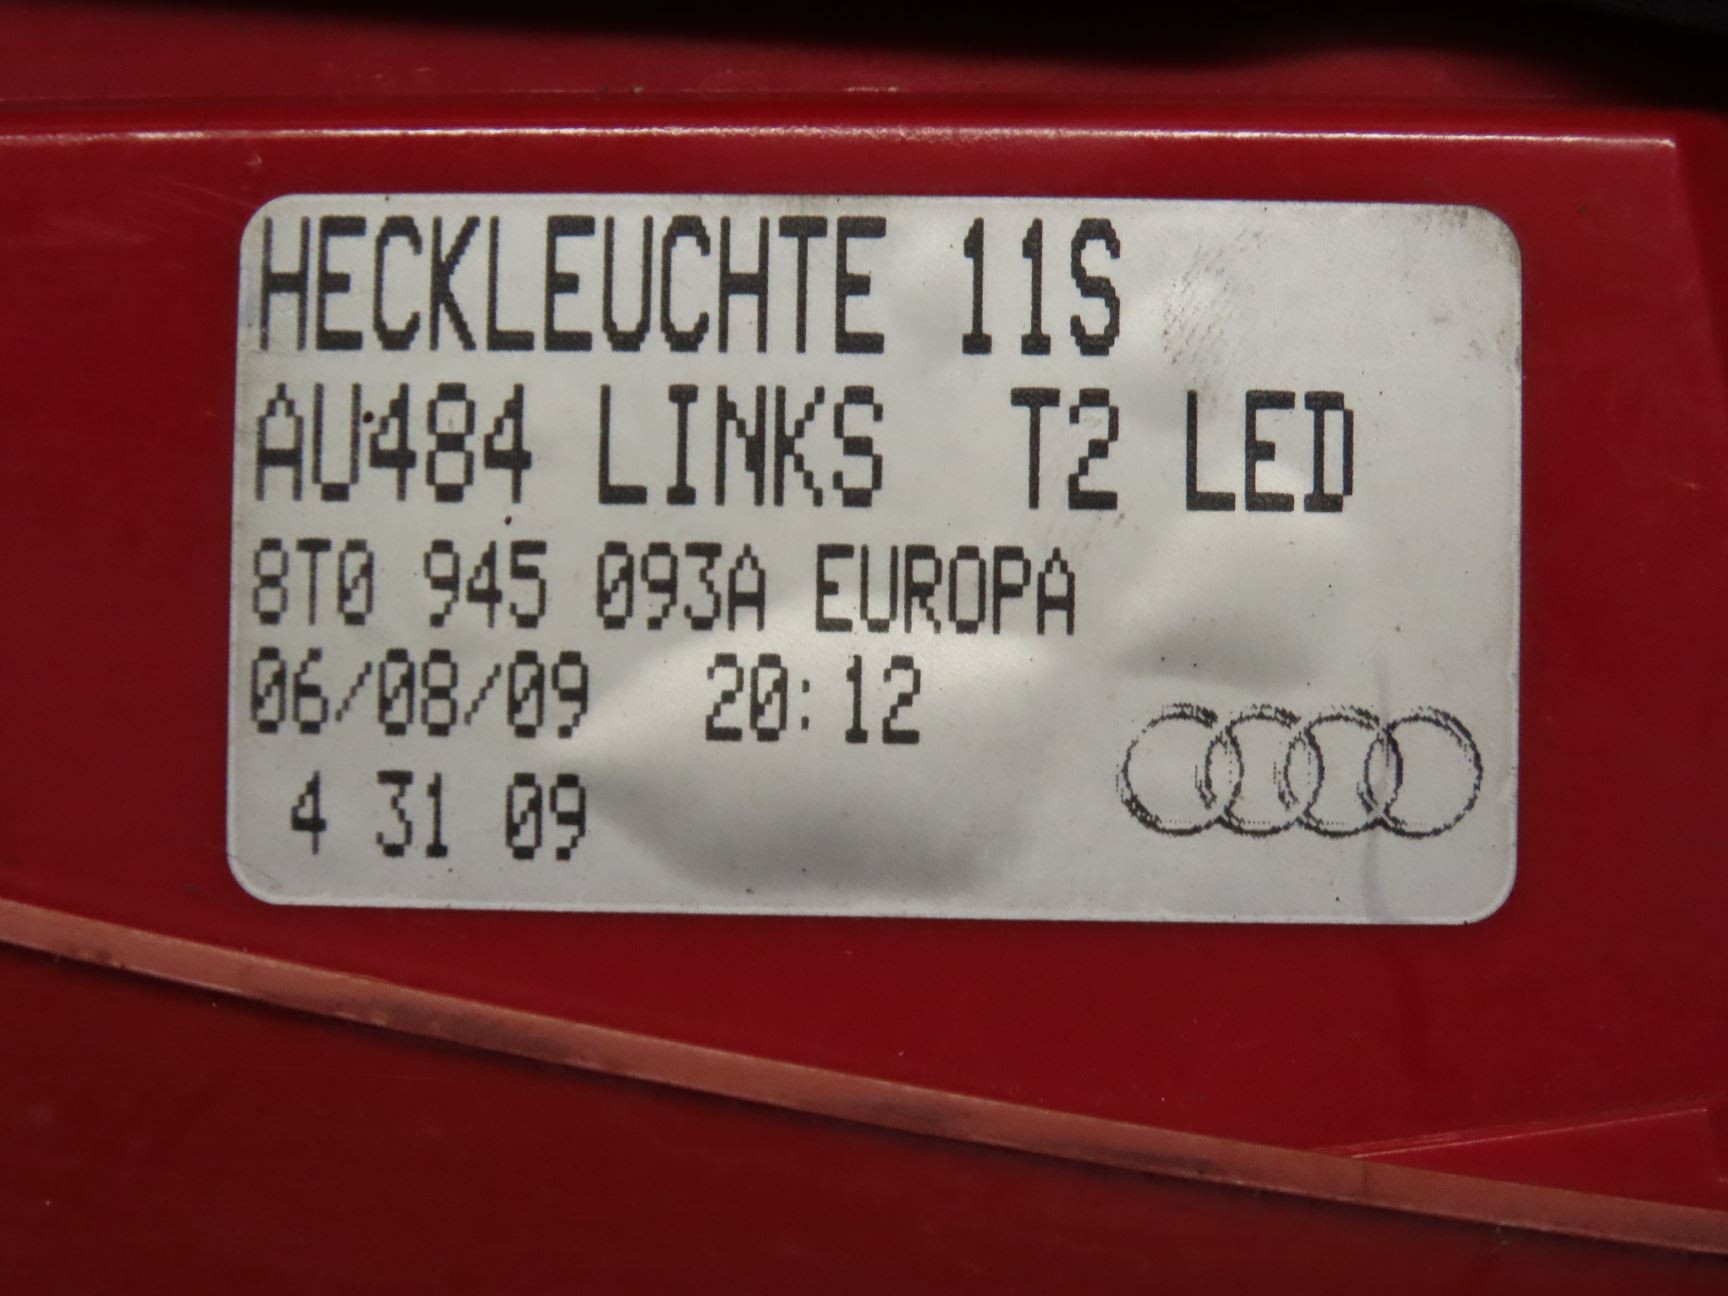 HECKLEUCHTE 11S
AU484 LINKS T2 LED
8T0 945 093A EUROPA
06/08/09 20:12
4 31 09